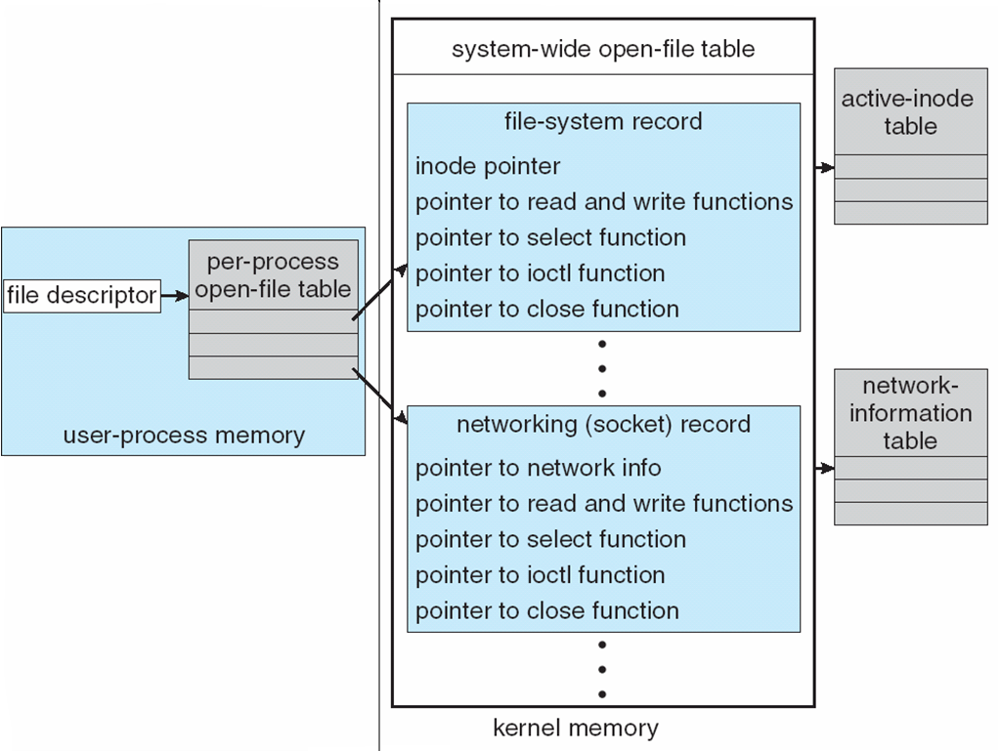 system-wide open-file table
file-system record
inode pointer
pointer to read and write functions
pointer to select function
pointer to ioctl function
pointer to close function
active-inode
table
file descriptor
per-process
open-file table
user-process memory
networking (socket) record
pointer to network info
pointer to read and write functions
pointer to select function
pointer to ioctl function
pointer to close function
network-
information
table
kernel memory